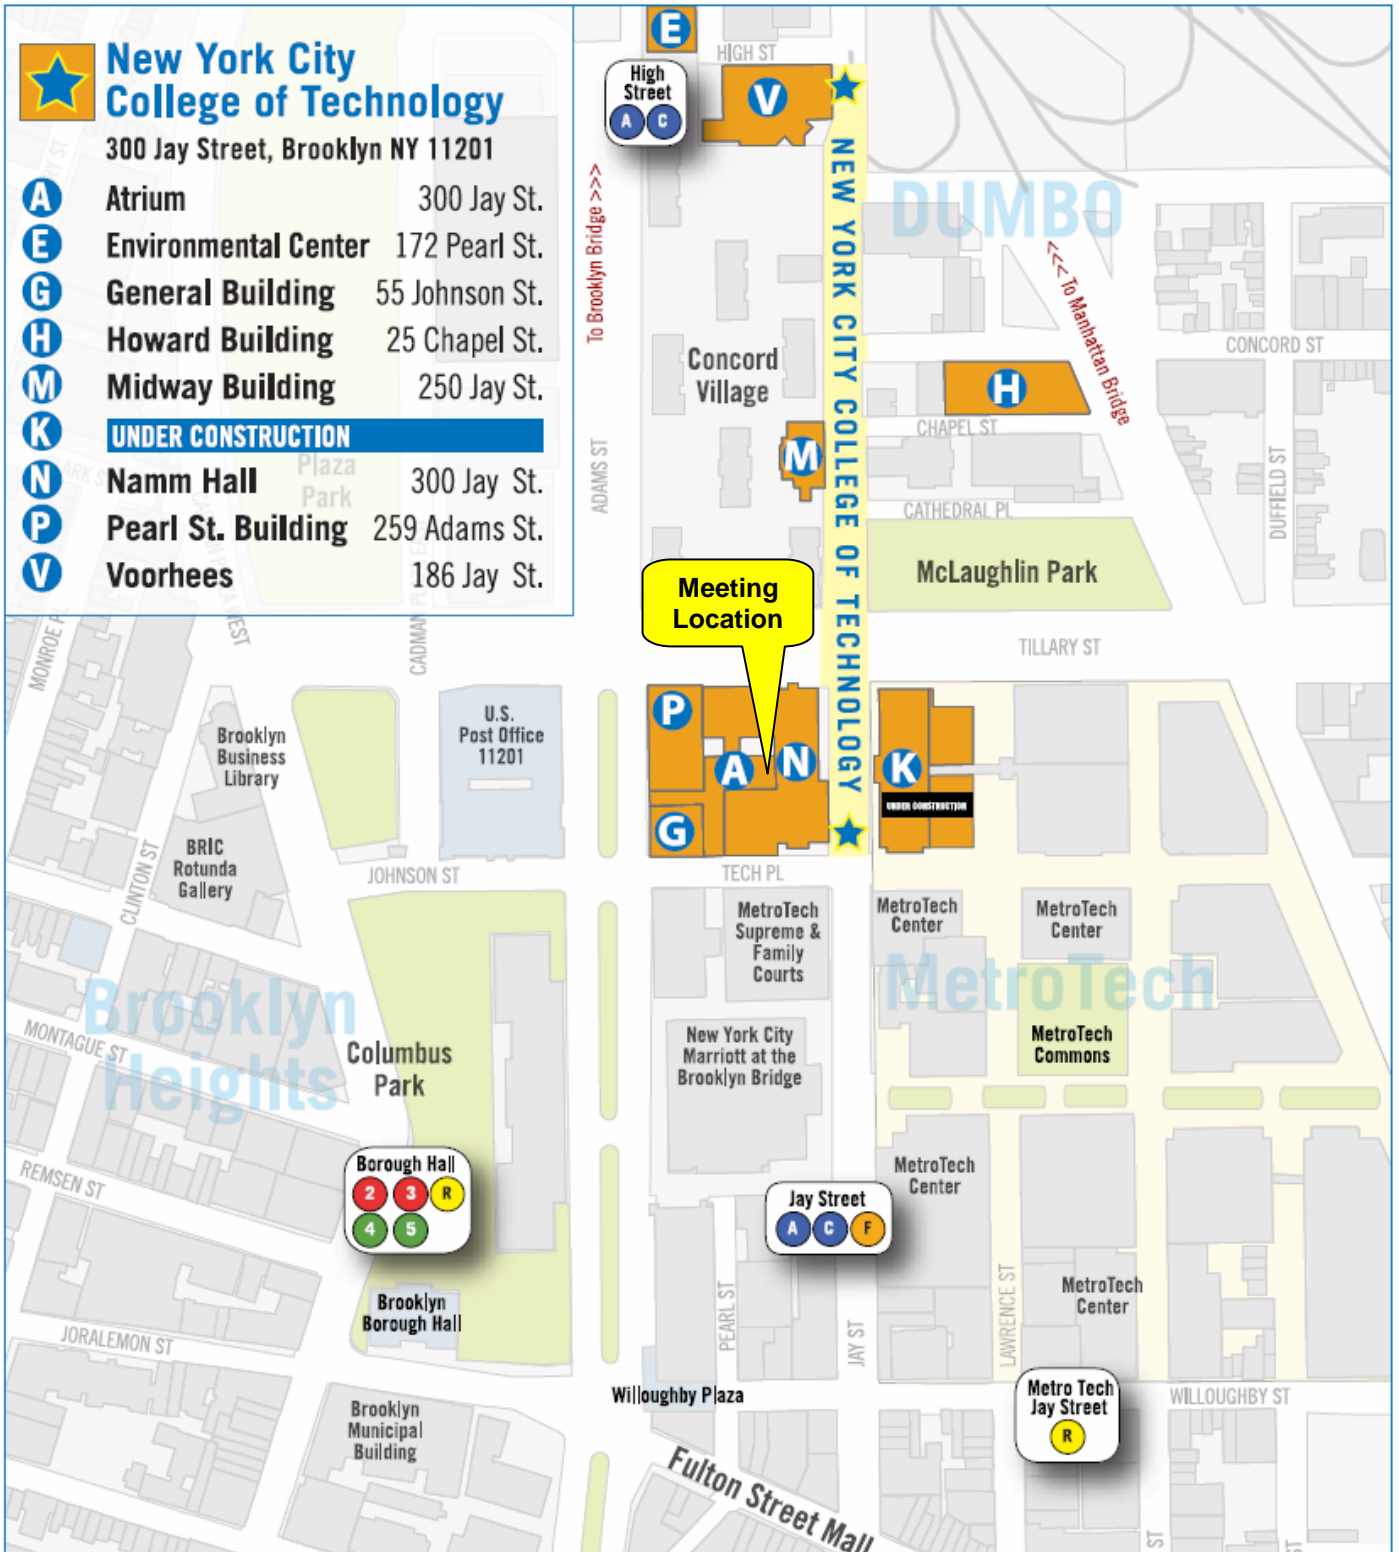 New York City
College of Technology
300 Jay Street, Brooklyn NY 11201
A Atrium 300 Jay St.
E Environmental Center 172 Pearl St.
G General Building 55 Johnson St.
H Howard Building 25 Chapel St.
M Midway Building 250 Jay St.
K UNDER CONSTRUCTION
N Namm Hall 300 Jay St.
P Pearl St. Building 259 Adams St.
V Voorhees 186 Jay St.
E
HIGH ST
High
Street
A C
V
NEW YORK CITY COLLEGE OF TECHNOLOGY
To Brooklyn Bridge >>>
DUMBO
<<< To Manhattan Bridge
CONCORD ST
Concord
Village
H
CHAPEL ST
M
ADAMS ST
DUFFIELD ST
Plaza
Park
CATHEDRAL PL
McLaughlin Park
Meeting
Location
TILLARY ST
MONROE PL
WEST
CADMAN PL
U.S.
Post Office
11201
Brooklyn
Business
Library
P
A
N
K
UNDER CONSTRUCTION
G
BRIC
Rotunda
Gallery
CLINTON ST
JOHNSON ST
TECH PL
MetroTech
Supreme &
Family
Courts
MetroTech
Center
MetroTech
Center
MetroTech
Brooklyn
Heights
MONTAGUE ST
Columbus
Park
New York City
Marriott at the
Brooklyn Bridge
MetroTech
Commons
REMSEN ST
Borough Hall
2 3 R
4 5
MetroTech
Center
Jay Street
A C F
PEARL ST
JAY ST
LAWRENCE ST
MetroTech
Center
Brooklyn
Borough Hall
JORALEMON ST
Willoughby Plaza
Metro Tech
Jay Street
R
WILLOUGHBY ST
Brooklyn
Municipal
Building
Fulton Street Mall
ST
ST